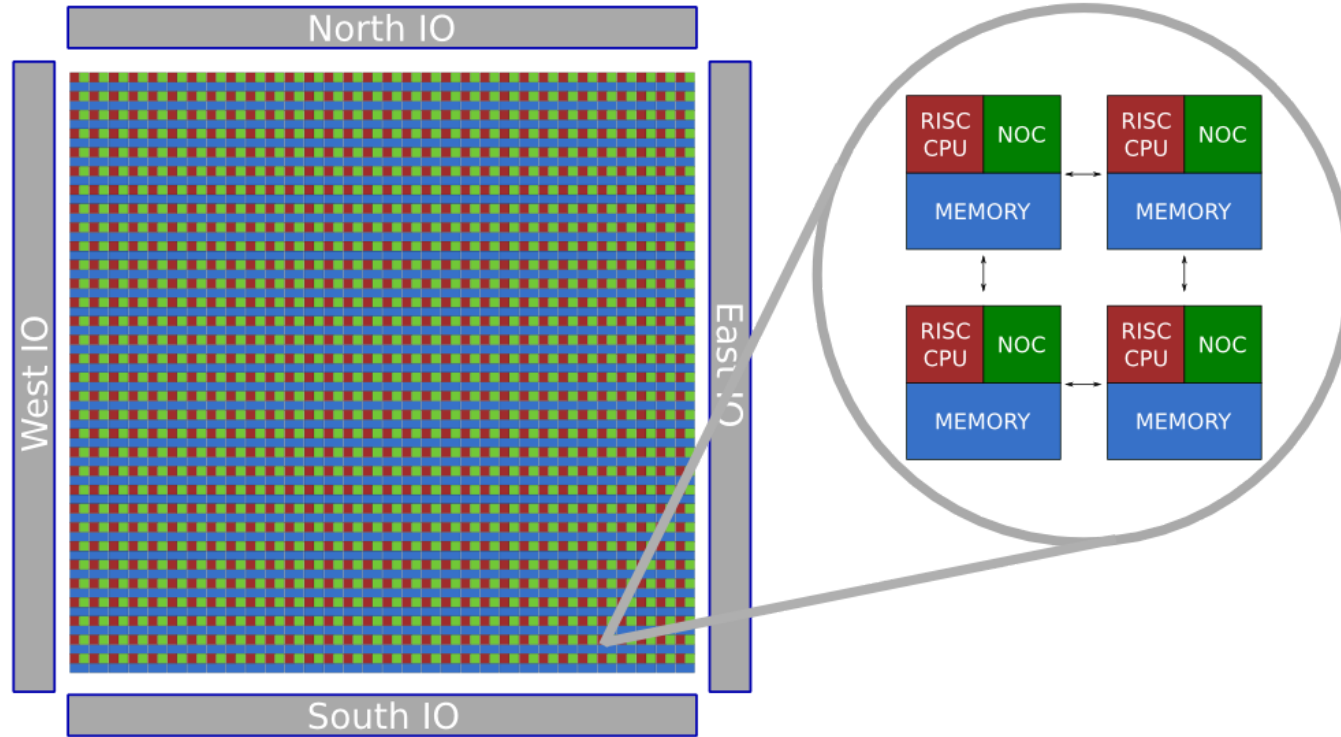 North IO
West IO
East IO
South IO
RISC
CPU
NOC
MEMORY
RISC
CPU
NOC
MEMORY
RISC
CPU
NOC
MEMORY
RISC
CPU
NOC
MEMORY